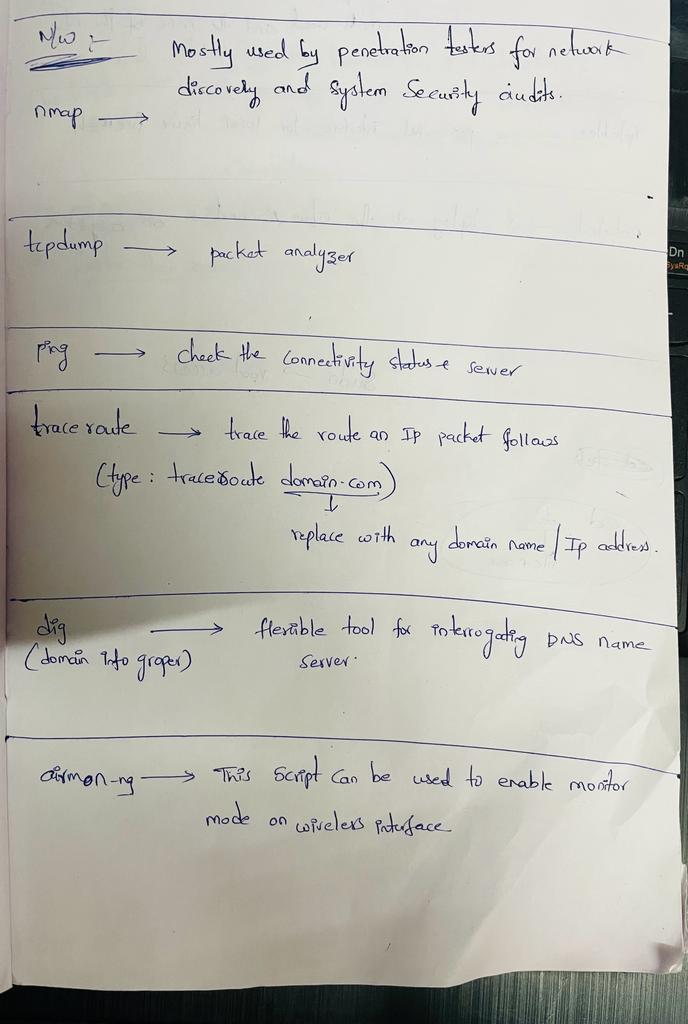 N/W :-
Mostly used by penetration testers for network
discovery and System Security audits.
nmap →
tcpdump → packet analyzer
ping → check the connectivity status & server
trace route → trace the route an IP packet follows
(type : traceroute domain.com)
↓
replace with any domain name / Ip address.
dig → flexible tool for interrogating DNS name
(domain info groper) server.
airmon-ng → This Script Can be used to enable monitor
mode on wireless interface
Dn
SysRq